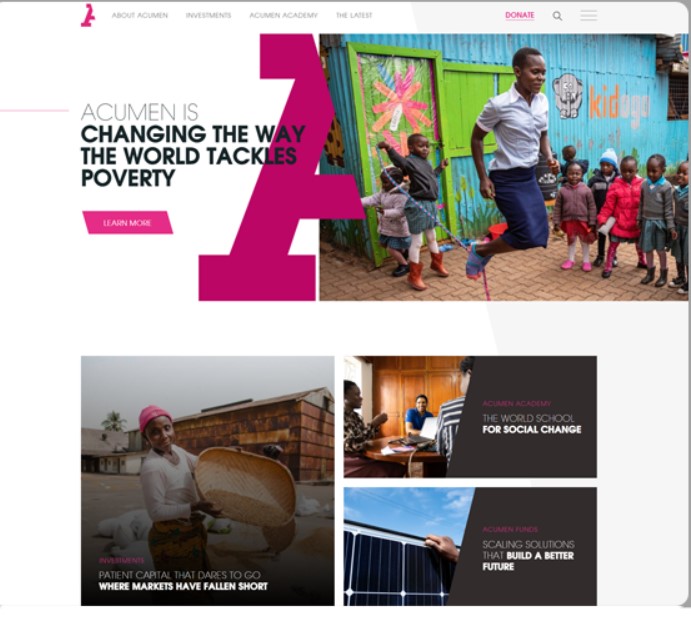 ABOUT ACUMEN
INVESTMENTS
ACUMEN ACADEMY
THE LATEST
DONATE
ACUMEN IS
CHANGING THE WAY
THE WORLD TACKLES
POVERTY
LEARN MORE
kidogo
INVESTMENTS
PATIENT CAPITAL THAT DARES TO GO
WHERE MARKETS HAVE FALLEN SHORT
ACUMEN ACADEMY
THE WORLD SCHOOL
FOR SOCIAL CHANGE
ACUMEN FUNDS
SCALING SOLUTIONS
THAT BUILD A BETTER
FUTURE